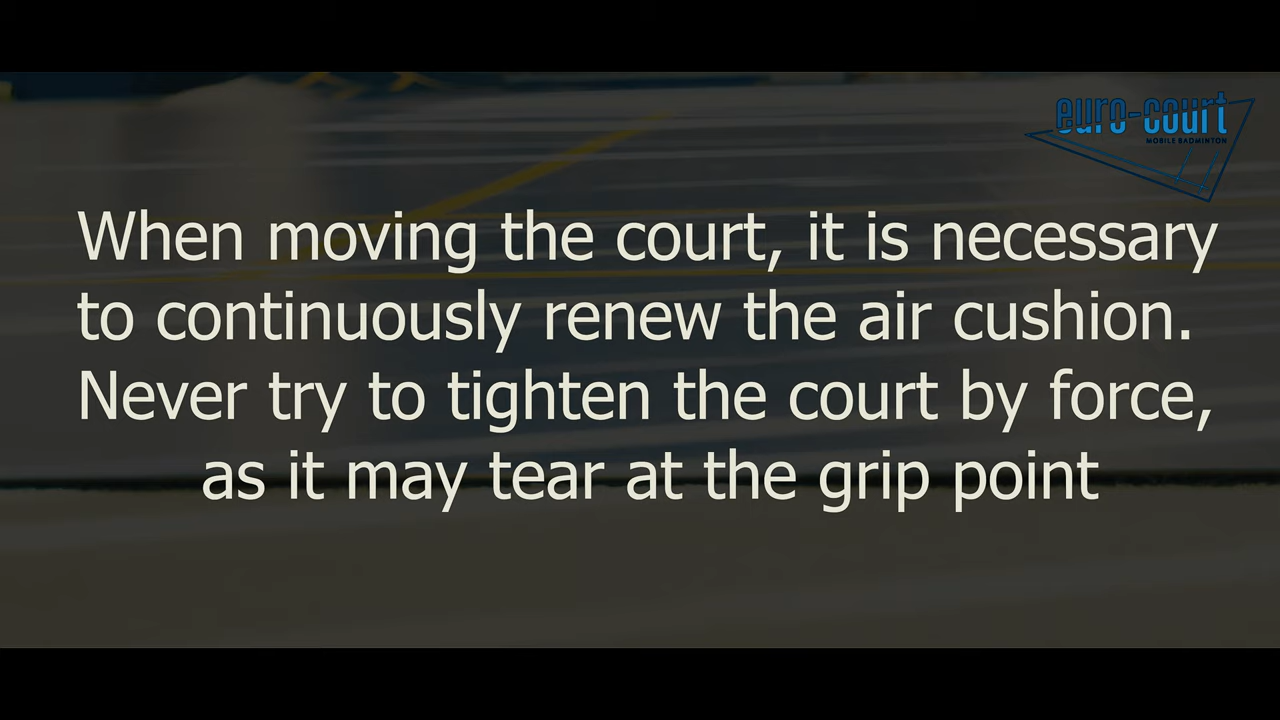 euro-court
MOBILE BADMINTON
When moving the court, it is necessary
to continuously renew the air cushion.
Never try to tighten the court by force,
as it may tear at the grip point